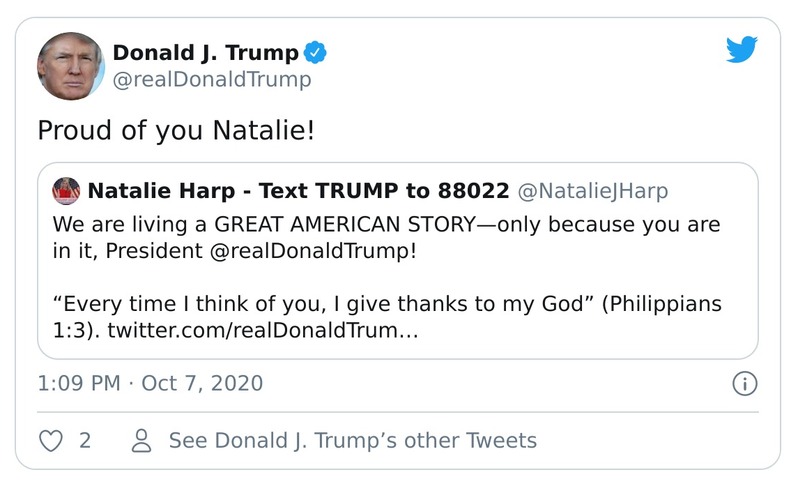 Donald J. Trump
@realDonaldTrump
Proud of you Natalie!
Natalie Harp - Text TRUMP to 88022 @NatalieJHarp
We are living a GREAT AMERICAN STORY—only because you are
in it, President @realDonaldTrump!
“Every time I think of you, I give thanks to my God” (Philippians
1:3). twitter.com/realDonaldTrum…
1:09 PM · Oct 7, 2020
2 See Donald J. Trump’s other Tweets